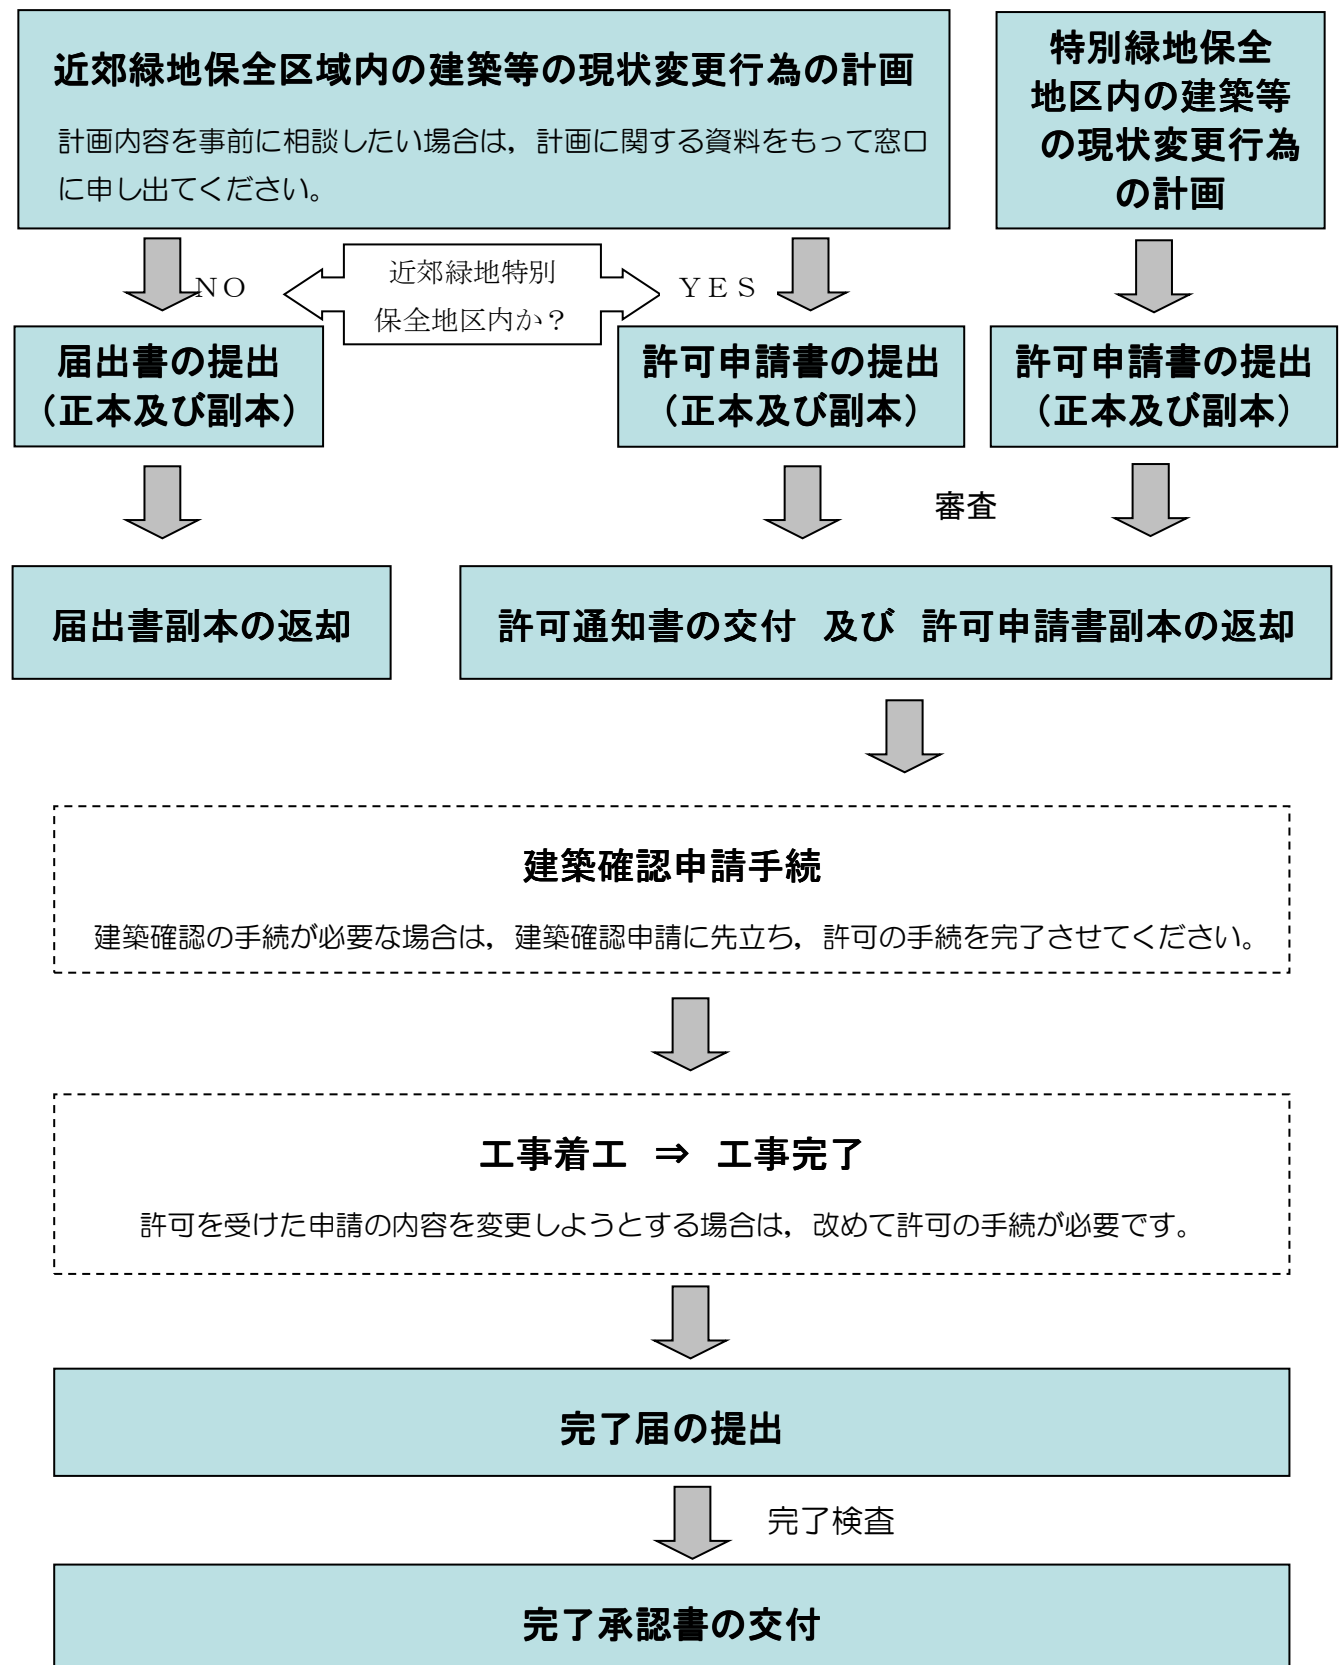 近郊緑地保全区域内の建築等の現状変更行為の計画
計画内容を事前に相談したい場合は，計画に関する資料をもって窓口
に申し出てください。
特別緑地保全
地区内の建築等
の現状変更行為
の計画
ＮＯ
近郊緑地特別
保全地区内か？
ＹＥＳ
届出書の提出
（正本及び副本）
許可申請書の提出
（正本及び副本）
許可申請書の提出
（正本及び副本）
審査
届出書副本の返却
許可通知書の交付　及び　許可申請書副本の返却
建築確認申請手続
建築確認の手続が必要な場合は，建築確認申請に先立ち，許可の手続を完了させてください。
工事着工　⇒　工事完了
許可を受けた申請の内容を変更しようとする場合は，改めて許可の手続が必要です。
完了届の提出
完了検査
完了承認書の交付